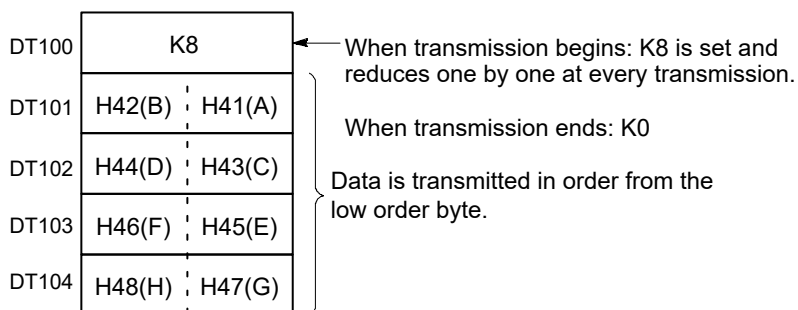 DT100 K8
When transmission begins: K8 is set and
reduces one by one at every transmission.
DT101 H42(B) H41(A)
When transmission ends: K0
DT102 H44(D) H43(C)
Data is transmitted in order from the
low order byte.
DT103 H46(F) H45(E)
DT104 H48(H) H47(G)